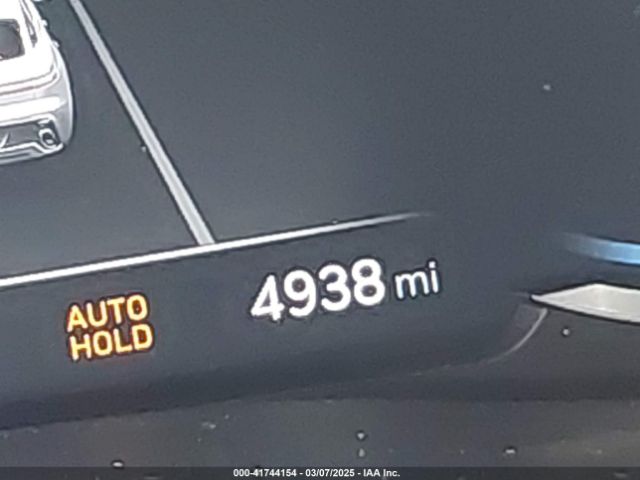 4938 mi
AUTO
HOLD
000-41744154 - 03/07/2025 - IAA Inc.